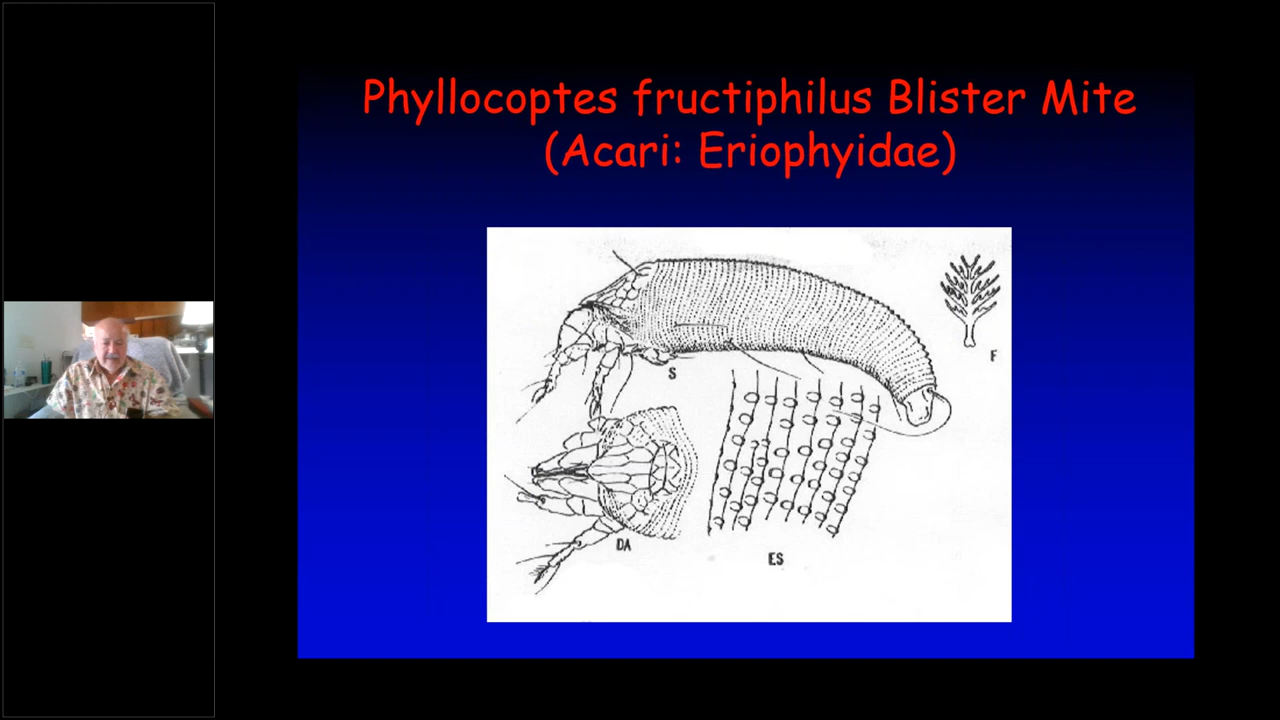 Phyllocoptes fructiphilus Blister Mite
(Acari: Eriophyidae)
F
S
DA
ES